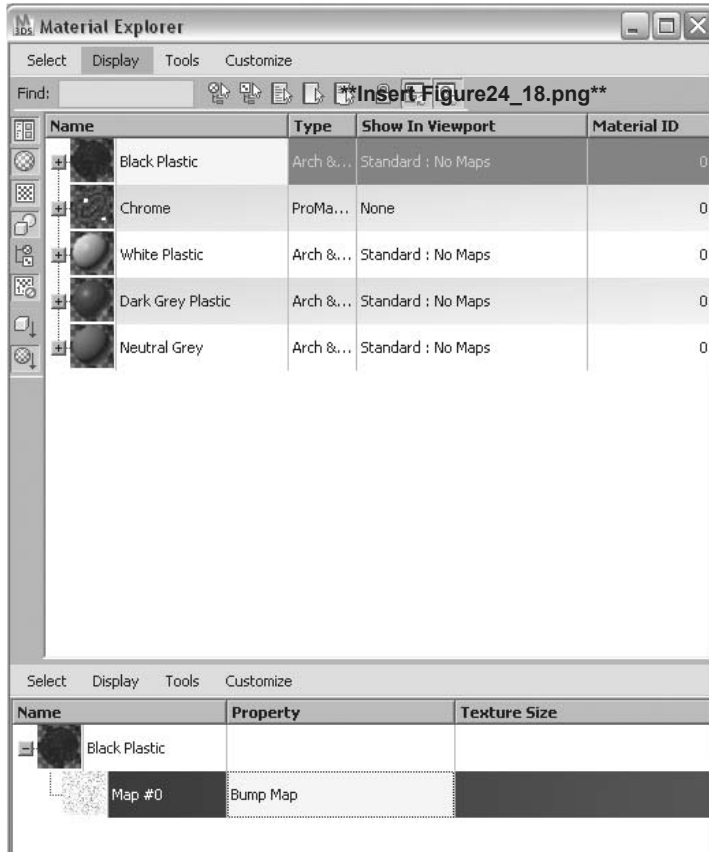 M 3DS Material Explorer
Select Display Tools Customize
Find: **Insert Figure24_18.png**
Name Type Show In Viewport Material ID
Black Plastic Arch &... Standard : No Maps 0
Chrome ProMa... None 0
White Plastic Arch &... Standard : No Maps 0
Dark Grey Plastic Arch &... Standard : No Maps 0
Neutral Grey Arch &... Standard : No Maps 0
Select Display Tools Customize
Name Property Texture Size
Black Plastic
Map #0 Bump Map